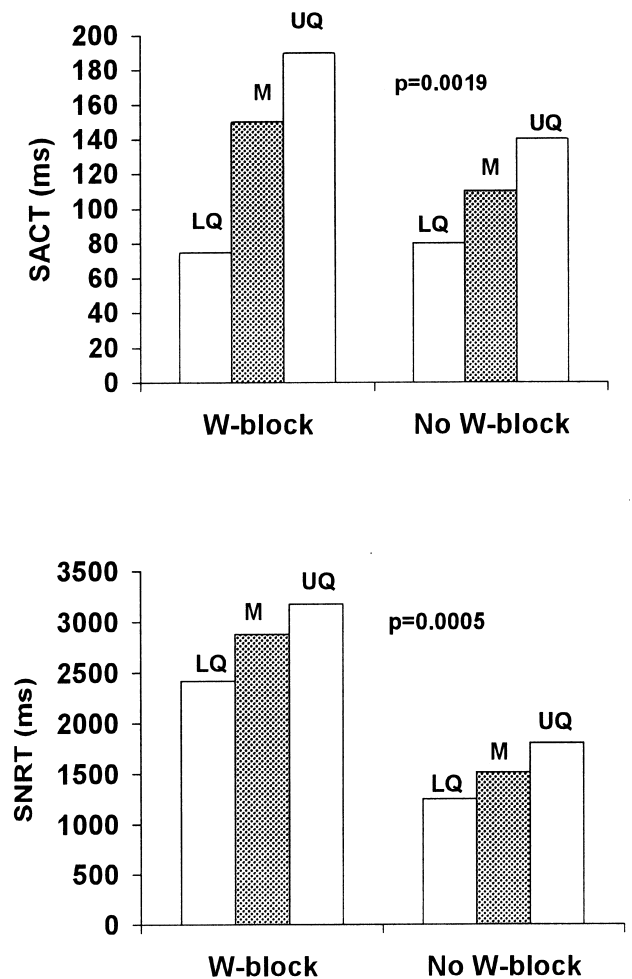 UQ
200
180
160
140
120
100
80
60
40
20
0
SACT (ms)
LQ
M
p=0.0019
LQ
M
UQ
W-block
No W-block
3500
3000
2500
2000
1500
1000
500
0
SNRT (ms)
LQ
M
UQ
p=0.0005
LQ
M
UQ
W-block
No W-block